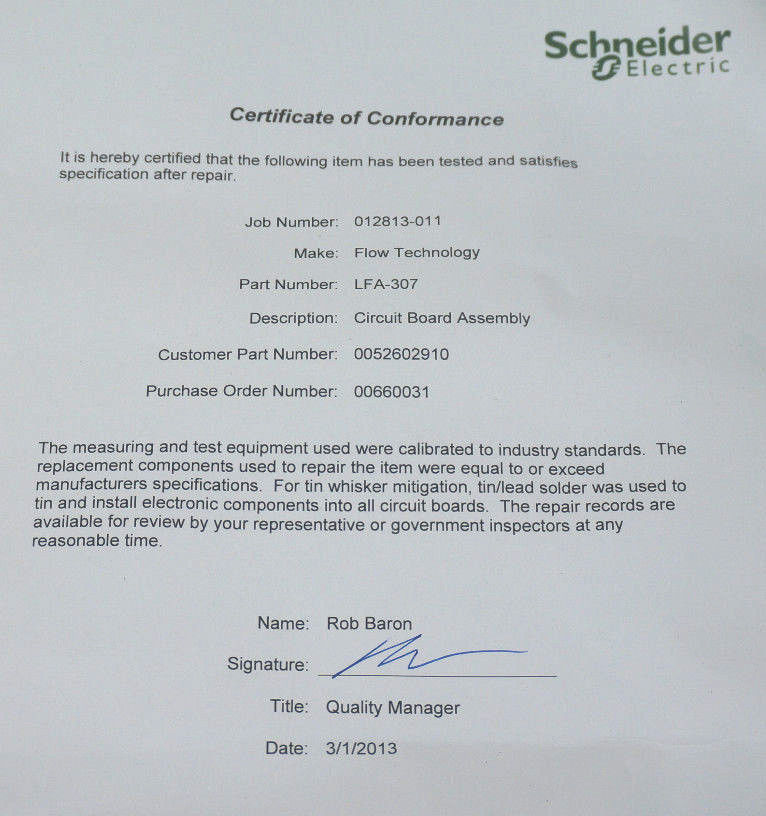 Schneider
Electric
Certificate of Conformance
It is hereby certified that the following item has been tested and satisfies
specification after repair.
Job Number: 012813-011
Make: Flow Technology
Part Number: LFA-307
Description: Circuit Board Assembly
Customer Part Number: 0052602910
Purchase Order Number: 00660031
The measuring and test equipment used were calibrated to industry standards. The
replacement components used to repair the item were equal to or exceed
manufacturers specifications. For tin whisker mitigation, tin/lead solder was used to
tin and install electronic components into all circuit boards. The repair records are
available for review by your representative or government inspectors at any
reasonable time.
Name: Rob Baron
Signature:
Title: Quality Manager
Date: 3/1/2013